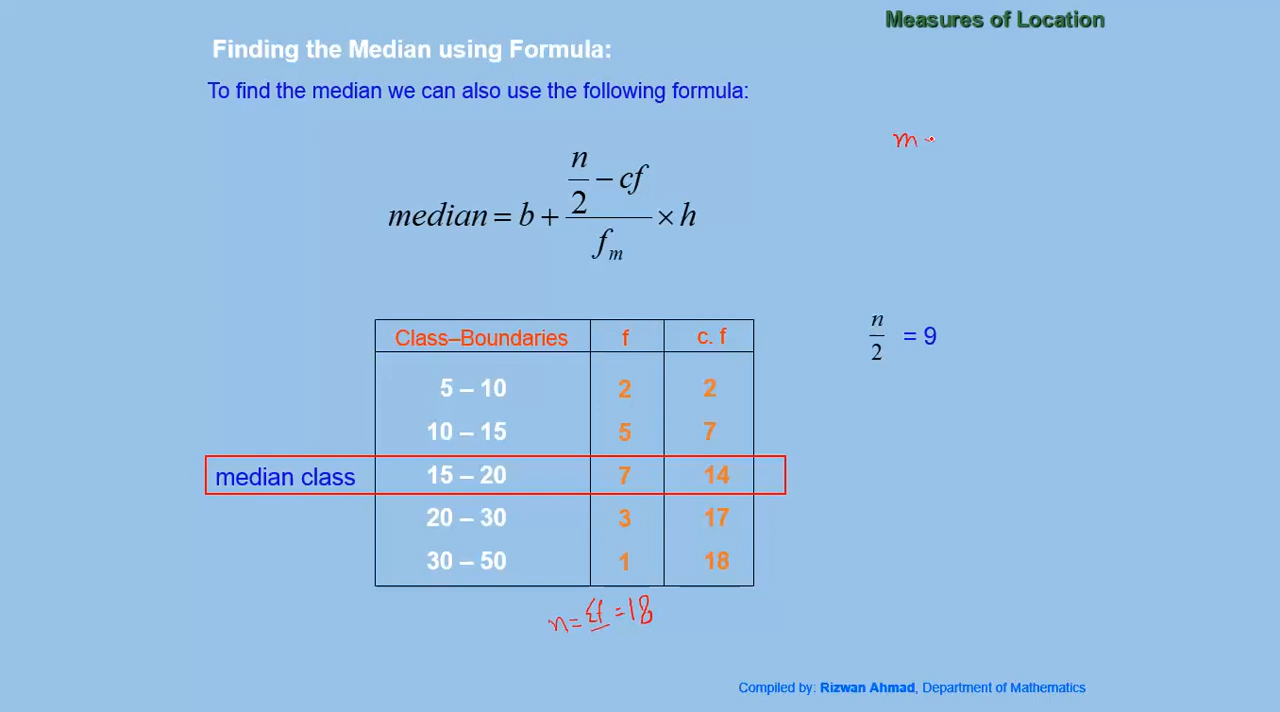 Measures of Location
Finding the Median using Formula:
To find the median we can also use the following formula:
m
median = b + (n/2 − cf)/f_m × h
Class–Boundaries f c. f
n/2 = 9
5 – 10 2 2
10 – 15 5 7
median class 15 – 20 7 14
20 – 30 3 17
30 – 50 1 18
n = Σf = 18
Compiled by: Rizwan Ahmad, Department of Mathematics